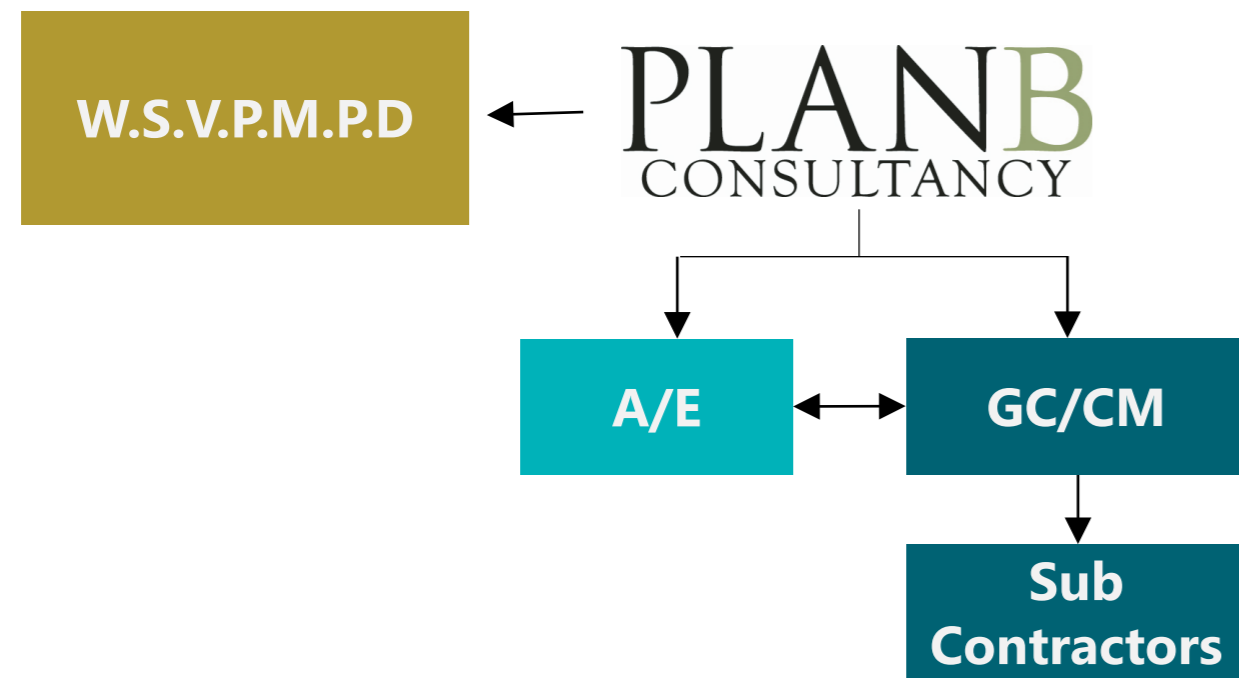 W.S.V.P.M.P.D
PLANB
CONSULTANCY
A/E
GC/CM
Sub
Contractors